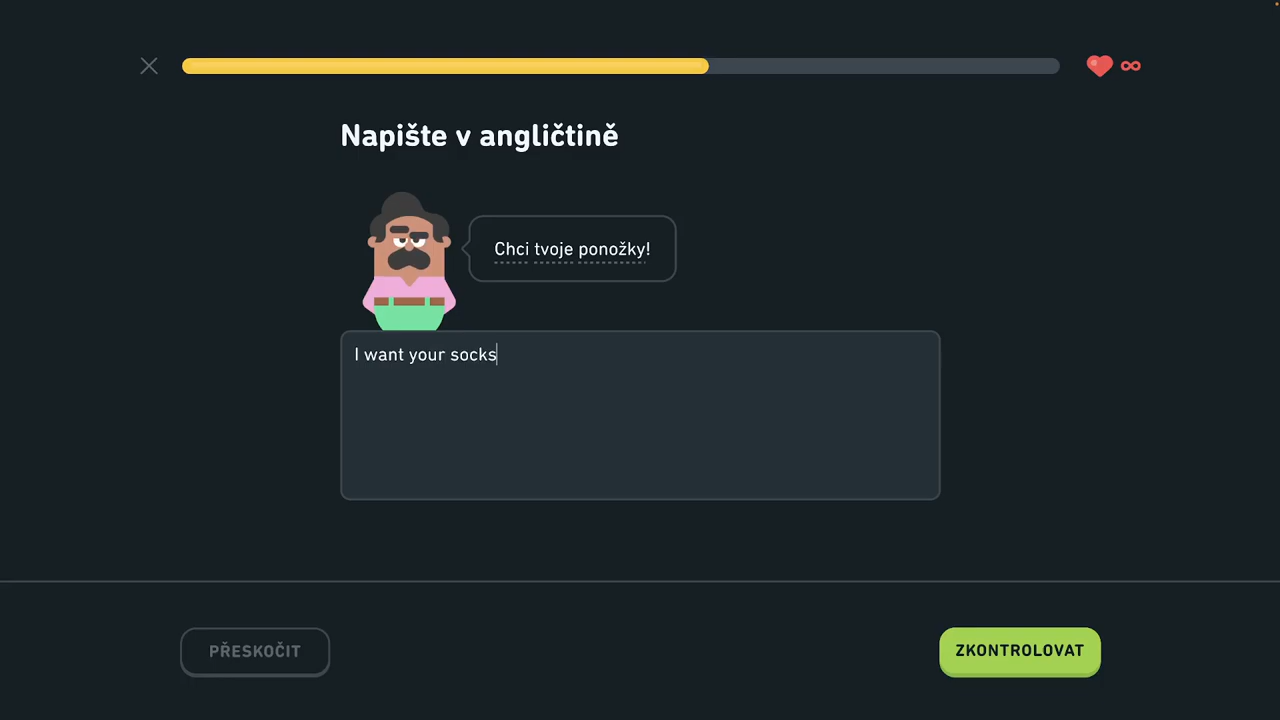 ∞
Napište v angličtině
Chci tvoje ponožky!
I want your socks
PŘESKOČIT
ZKONTROLOVAT